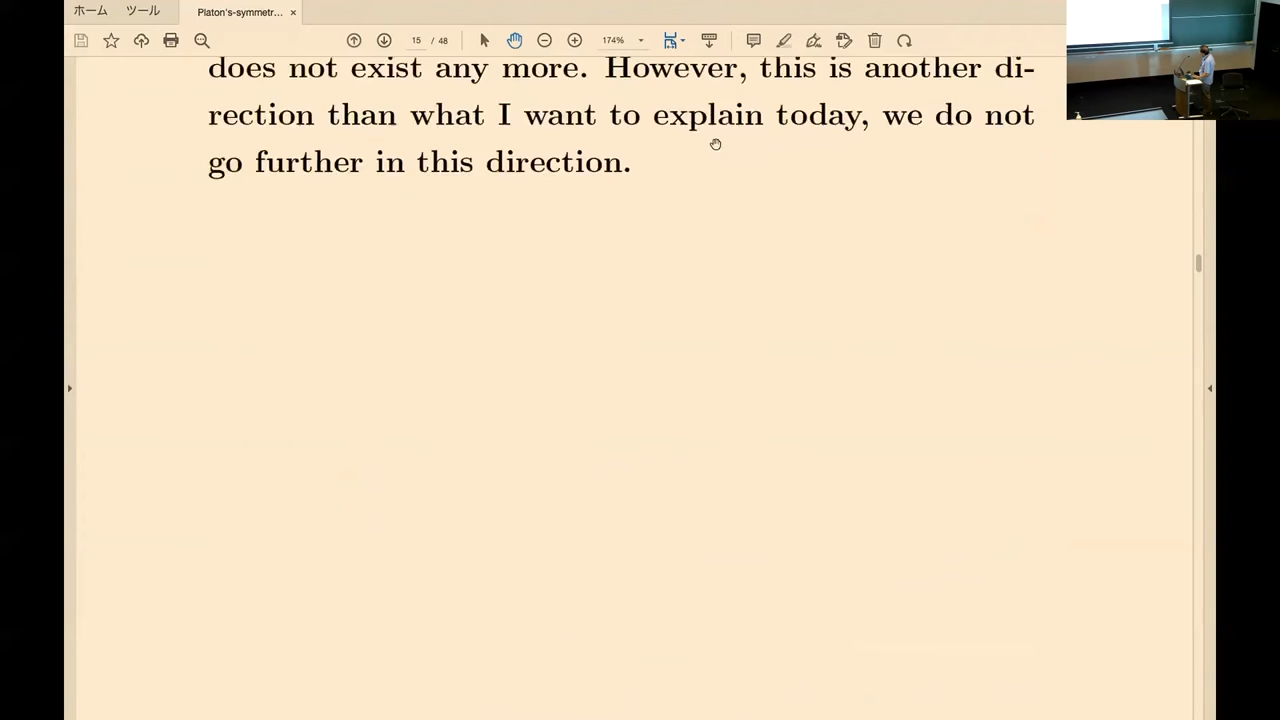 ホーム ツール Platon's-symmetr... ×
15 / 48 174%
does not exist any more. However, this is another di-
rection than what I want to explain today, we do not
go further in this direction.